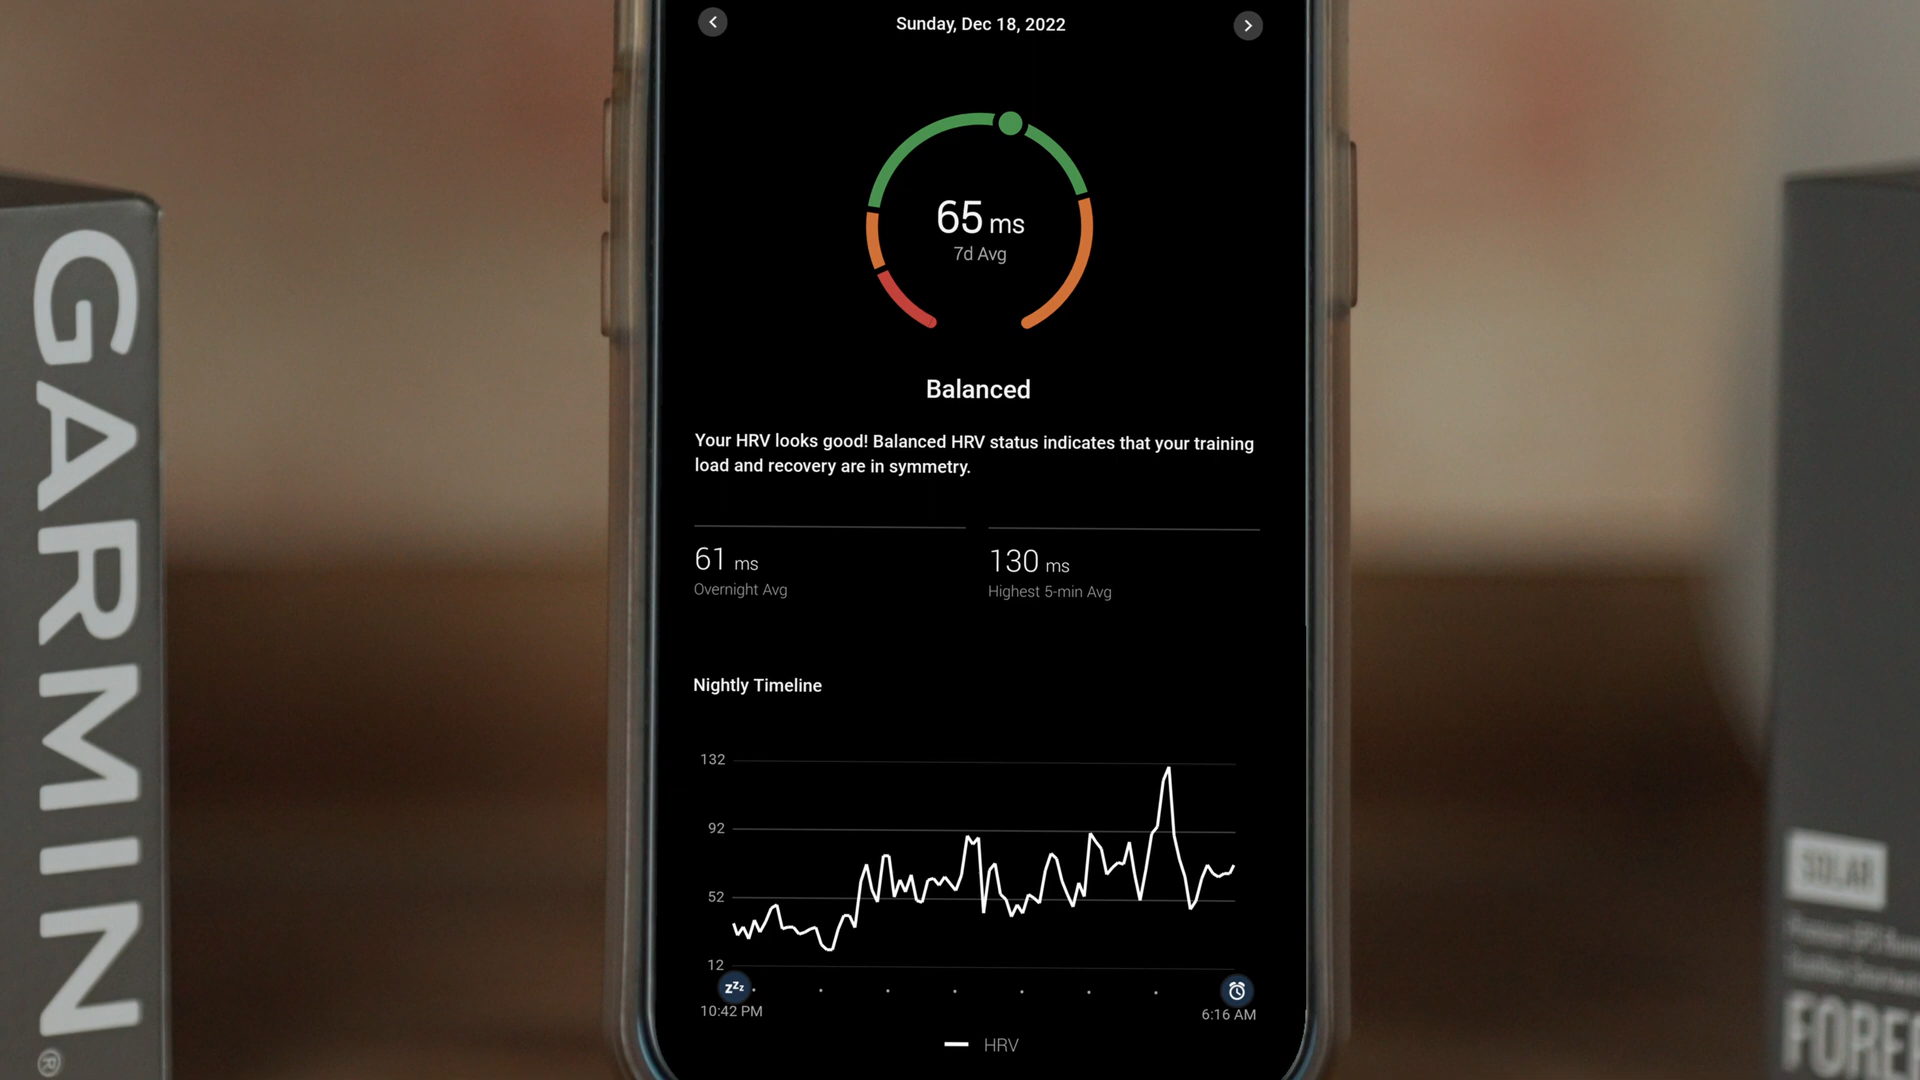 Sunday, Dec 18, 2022
65 ms
7d Avg
Balanced
Your HRV looks good! Balanced HRV status indicates that your training
load and recovery are in symmetry.
61 ms
Overnight Avg
130 ms
Highest 5-min Avg
Nightly Timeline
132
92
52
12
zzz
10:42 PM
6:16 AM
HRV
GARMIN®
SOLAR